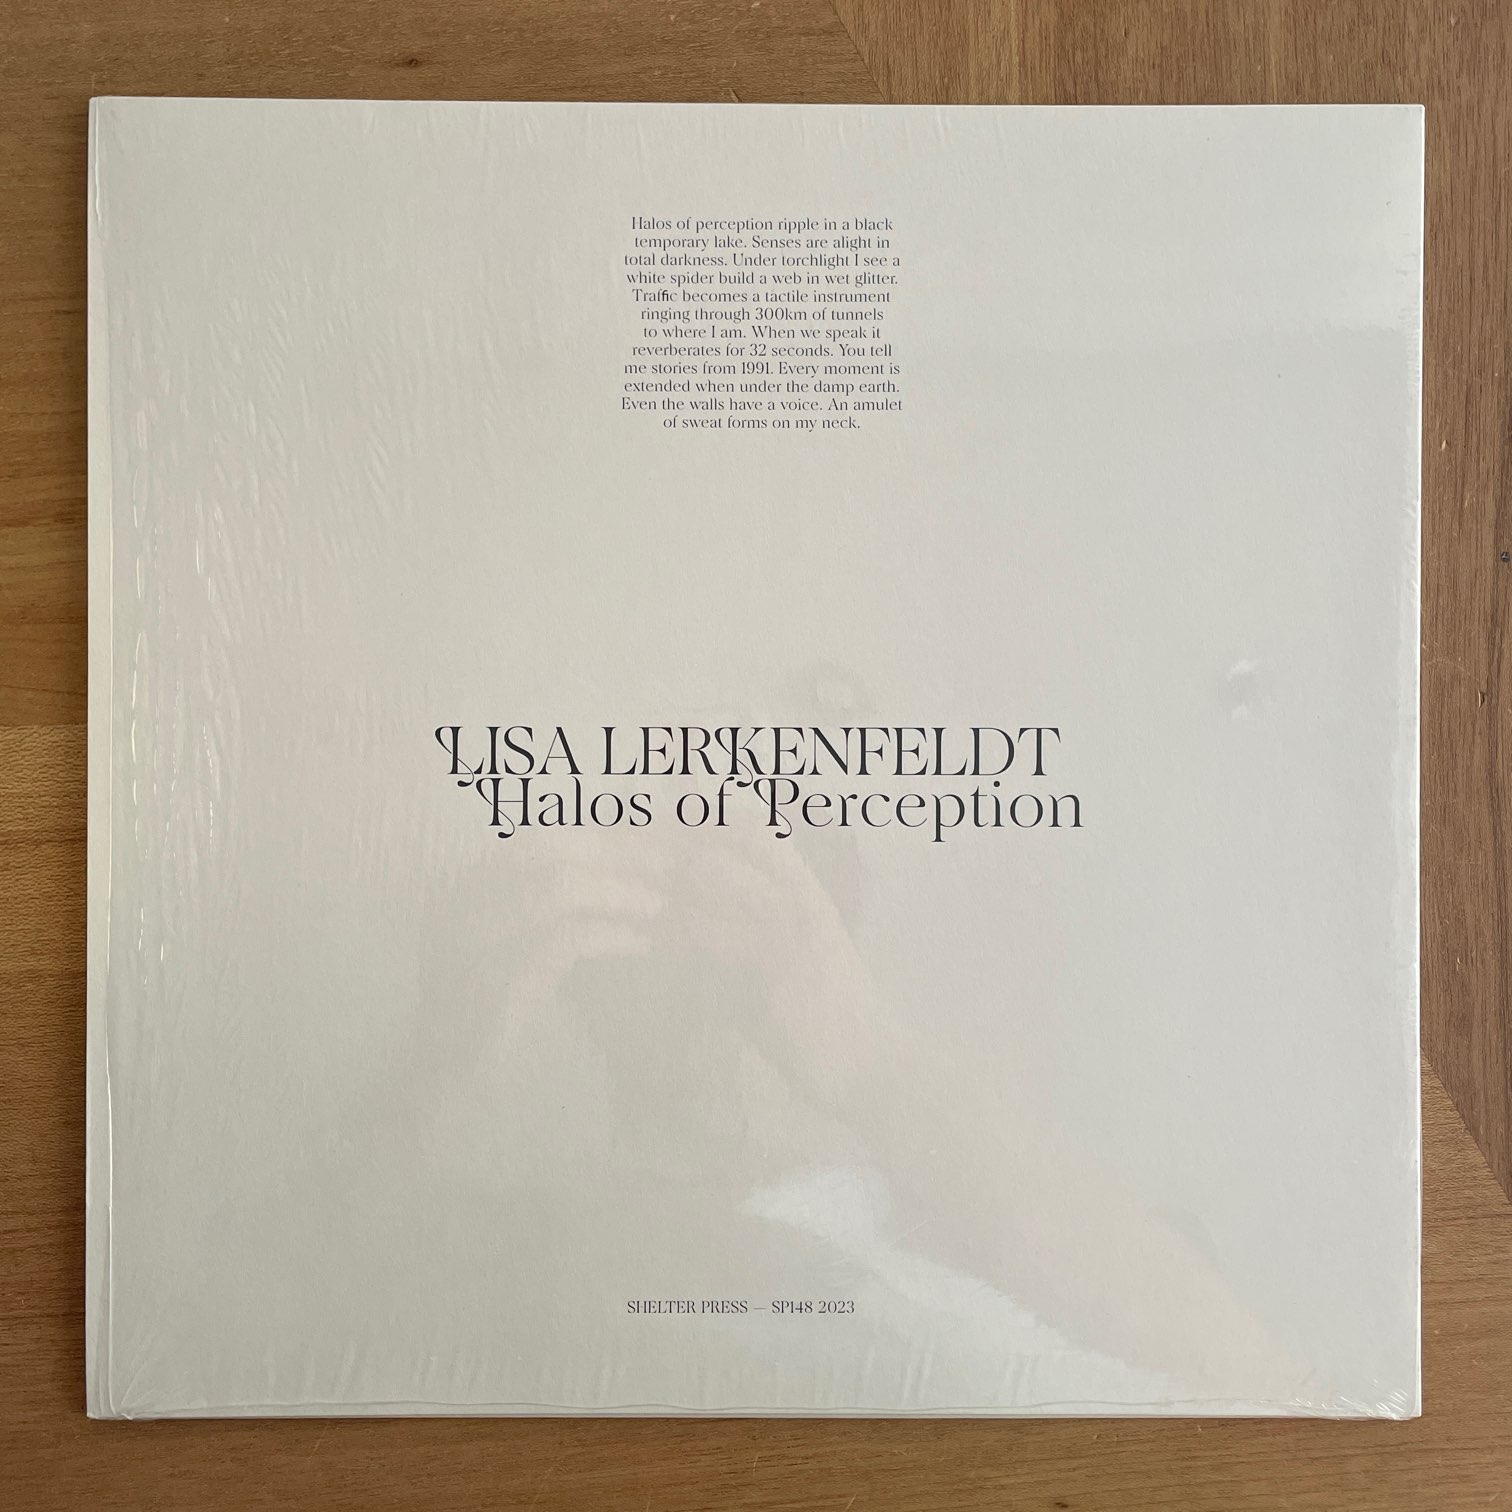 Halos of perception ripple in a black
temporary lake. Senses are alight in
total darkness. Under torchlight I see a
white spider build a web in wet glitter.
Traffic becomes a tactile instrument
ringing through 300km of tunnels
to where I am. When we speak it
reverberates for 32 seconds. You tell
me stories from 1991. Every moment is
extended when under the damp earth.
Even the walls have a voice. An amulet
of sweat forms on my neck.
LISA LERKENFELDT
Halos of Perception
SHELTER PRESS — SP148 2023